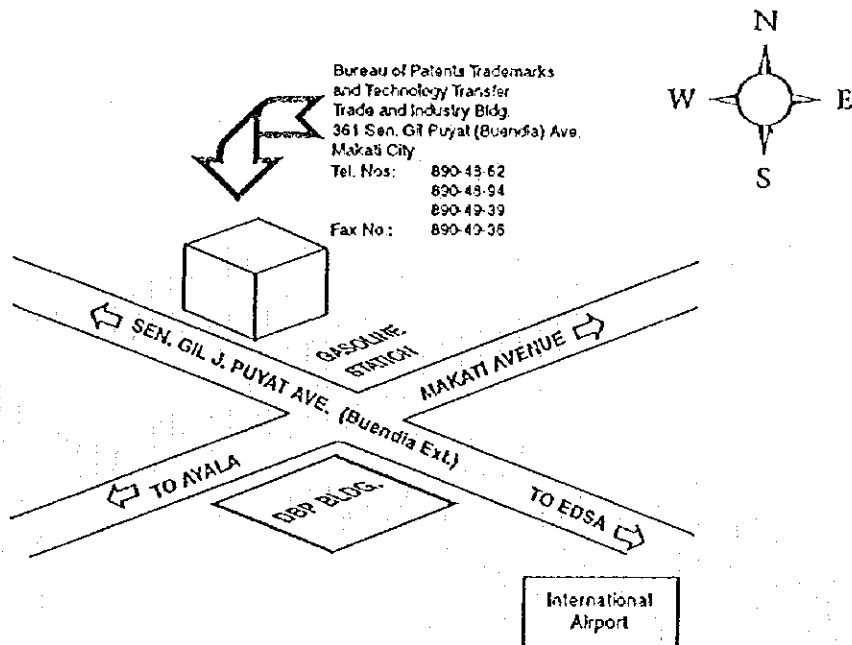 N
W E
S
Bureau of Patents Trademarks
and Technology Transfer
Trade and Industry Bldg.
361 Sen. Gil Puyat (Buendia) Ave.
Makati City
Tel. Nos: 890-48-62
890-48-94
890-49-39
Fax No.: 890-49-36
SEN. GIL J. PUYAT AVE. (Buendia Ext.)
GASOLINE
STATION
MAKATI AVENUE
TO AYALA
DBP BLDG.
TO EDSA
International
Airport